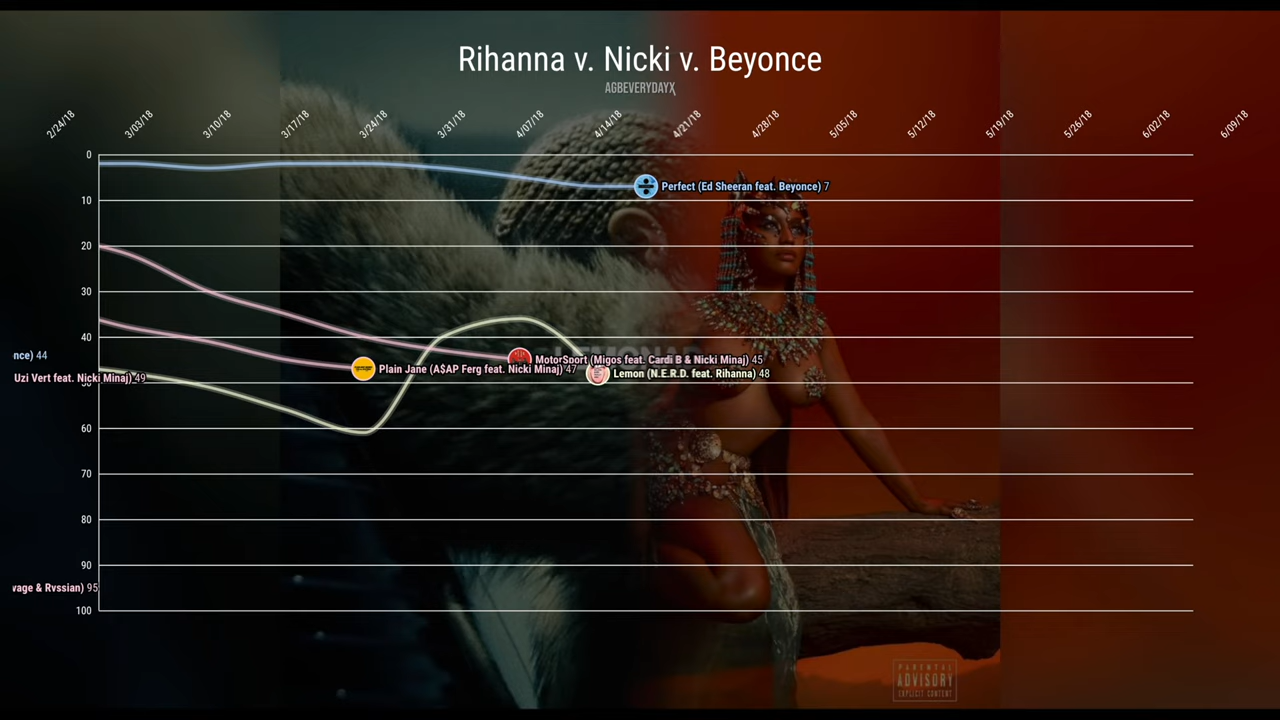 Rihanna v. Nicki v. Beyonce
AGBEVERYDAYX
2/24/18 3/03/18 3/10/18 3/17/18 3/24/18 3/31/18 4/07/18 4/14/18 4/21/18 4/28/18 5/05/18 5/12/18 5/19/18 5/26/18 6/02/18 6/09/18
0
Perfect (Ed Sheeran feat. Beyonce) 7
10
20
30
40
nce) 44
MotorSport (Migos feat. Cardi B & Nicki Minaj) 45
Plain Jane (A$AP Ferg feat. Nicki Minaj) 47
Lemon (N.E.R.D. feat. Rihanna) 48
Uzi Vert feat. Nicki Minaj) 49
50
60
70
80
90
vage & Rvssian) 95
100
PARENTAL
ADVISORY
EXPLICIT CONTENT